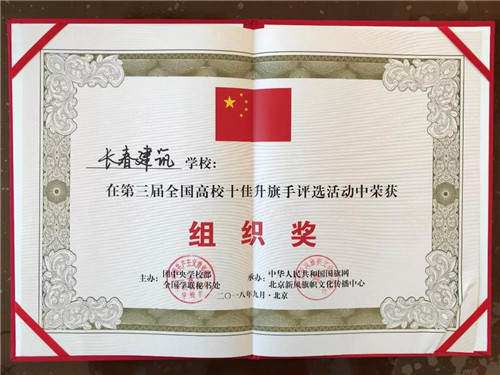 长春建筑学校:
在第三届全国高校十佳升旗手评选活动中荣获
组织奖
主办: 团中央学校部 承办: 中华人民共和国国旗网
全国学联秘书处 北京新风旗帜文化传播中心
二〇一八年九月·北京